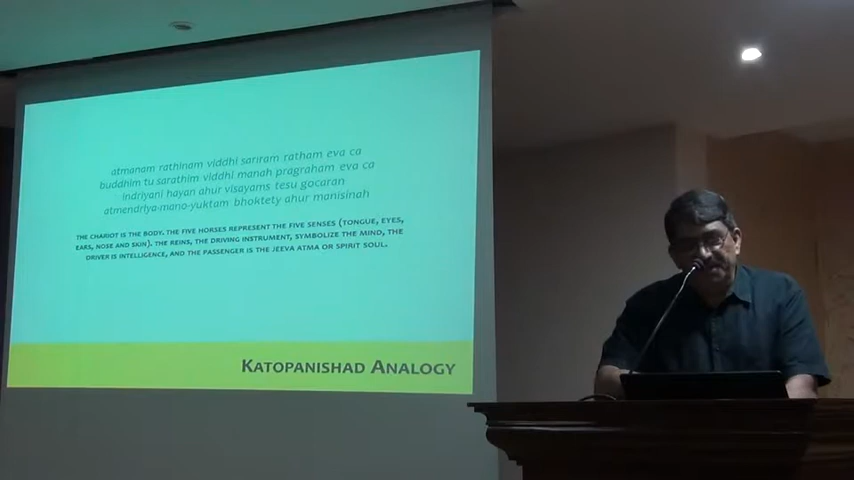 atmanam rathinam viddhi sariram ratham eva ca
buddhim tu sarathim viddhi manah pragraham eva ca
indriyani hayan ahur visayams tesu gocaran
atmendriya-mano-yuktam bhoktety ahur manisinah
THE CHARIOT IS THE BODY. THE FIVE HORSES REPRESENT THE FIVE SENSES (TONGUE, EYES,
EARS, NOSE AND SKIN). THE REINS, THE DRIVING INSTRUMENT, SYMBOLIZE THE MIND, THE
DRIVER IS INTELLIGENCE, AND THE PASSENGER IS THE JEEVA ATMA OR SPIRIT SOUL.
KATOPANISHAD ANALOGY